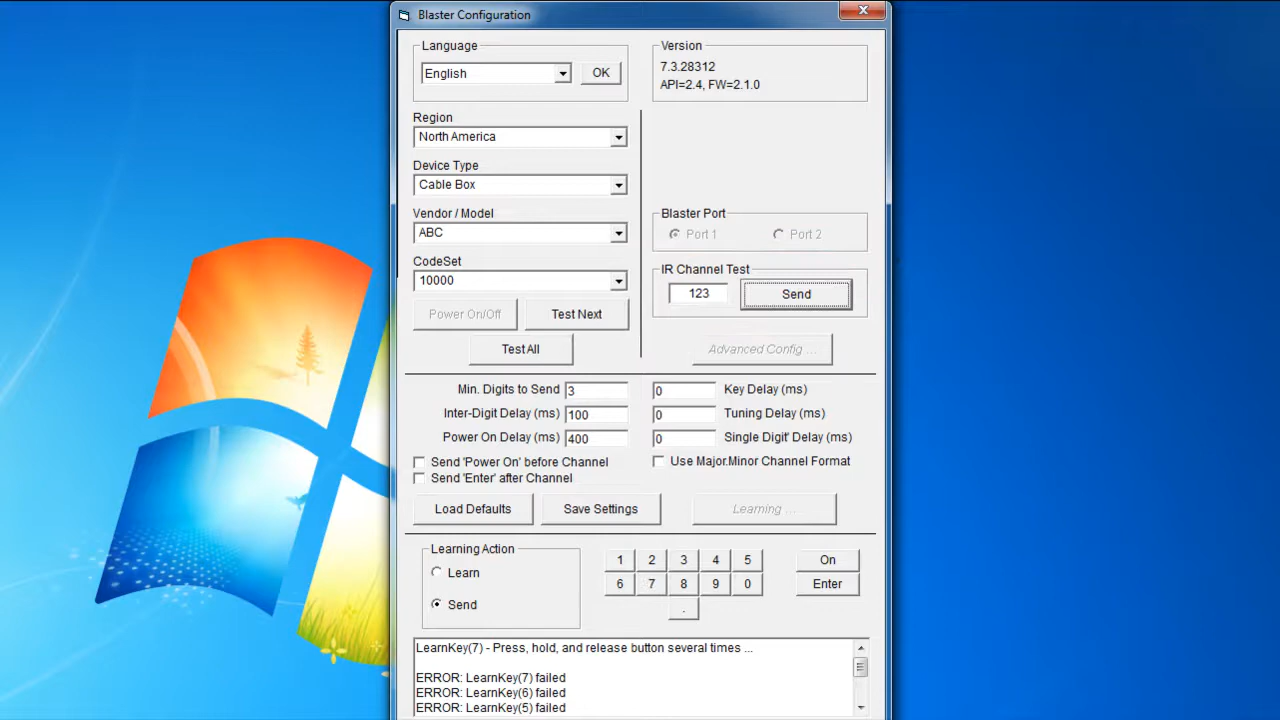 Blaster Configuration
Language
English
OK
Version
7.3.28312
API=2.4, FW=2.1.0
Region
North America
Device Type
Cable Box
Vendor / Model
ABC
CodeSet
10000
Power On/Off
Test Next
Test All
Blaster Port
Port 1
Port 2
IR Channel Test
123
Send
Advanced Config ...
Min. Digits to Send
3
0
Key Delay (ms)
Inter-Digit Delay (ms)
100
0
Tuning Delay (ms)
Power On Delay (ms)
400
0
Single Digit' Delay (ms)
Send 'Power On' before Channel
Use Major.Minor Channel Format
Send 'Enter' after Channel
Load Defaults
Save Settings
Learning ...
Learning Action
Learn
Send
1 2 3 4 5
6 7 8 9 0
.
On
Enter
LearnKey(7) - Press, hold, and release button several times ...
ERROR: LearnKey(7) failed
ERROR: LearnKey(6) failed
ERROR: LearnKey(5) failed